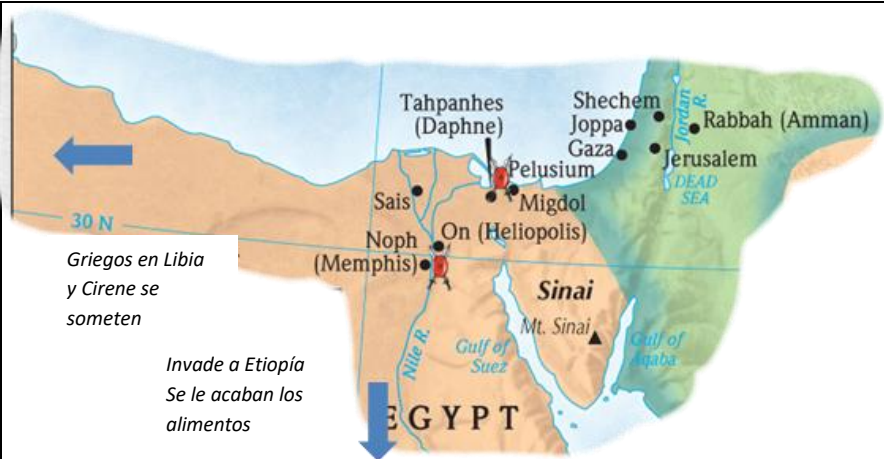 Tahpanhes
(Daphne)
Shechem
Joppa
Gaza
Jordan R.
Rabbah (Amman)
Jerusalem
DEAD
SEA
Pelusium
Migdol
Sais
30 N
On (Heliopolis)
Noph
(Memphis)
Griegos en Libia
y Cirene se
someten
Sinai
Mt. Sinai
Gulf of
Suez
Gulf of
Aqaba
Nile R.
Invade a Etiopía
Se le acaban los
alimentos
EGYPT